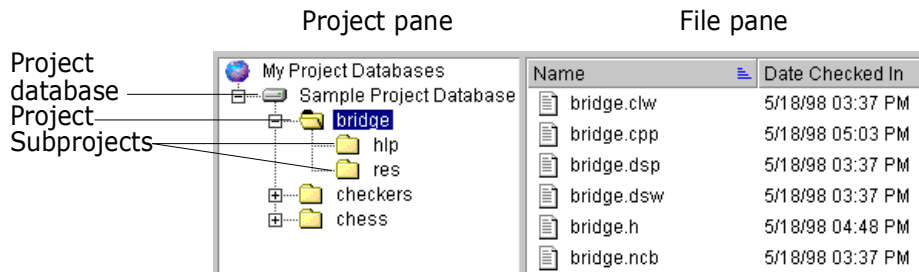 Project pane File pane
Project
database
Project
Subprojects
My Project Databases
Sample Project Database
bridge
hlp
res
checkers
chess
Name Date Checked In
bridge.clw 5/18/98 03:37 PM
bridge.cpp 5/18/98 05:03 PM
bridge.dsp 5/18/98 03:37 PM
bridge.dsw 5/18/98 03:37 PM
bridge.h 5/18/98 04:48 PM
bridge.ncb 5/18/98 03:37 PM